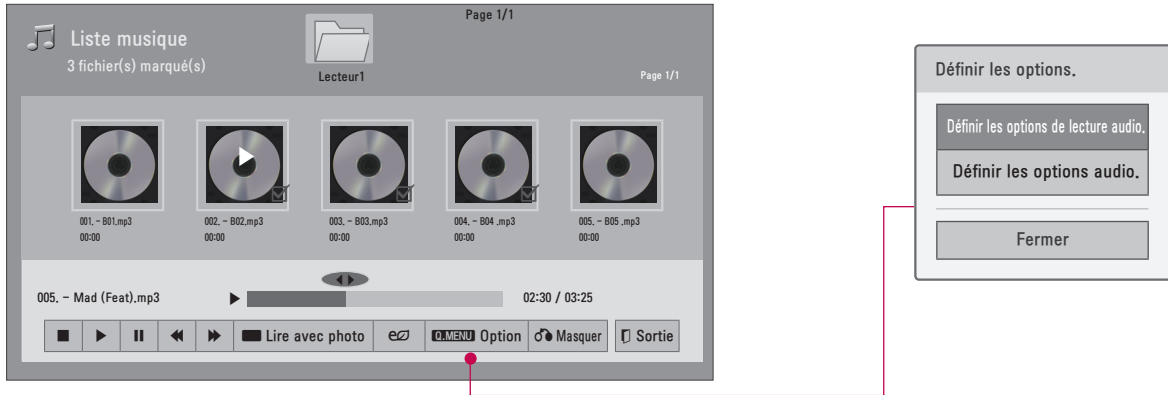 Page 1/1
Liste musique
3 fichier(s) marqué(s)
Lecteur1
Page 1/1
001. - B01.mp3
00:00
002. - B02.mp3
00:00
003. - B03.mp3
00:00
004. - B04 .mp3
00:00
005. - B05 .mp3
00:00
005. - Mad (Feat).mp3
02:30 / 03:25
Lire avec photo
Q.MENU Option
Masquer
Sortie
Définir les options.
Définir les options de lecture audio.
Définir les options audio.
Fermer